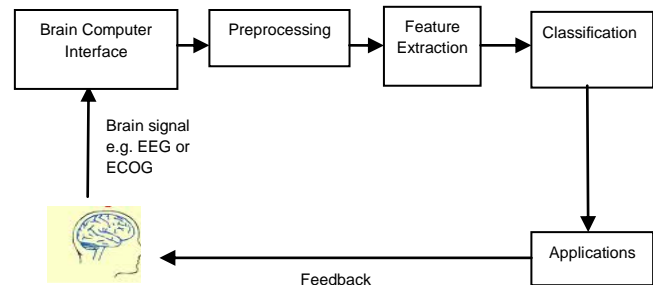 Brain Computer
Interface
Preprocessing
Feature
Extraction
Classification
Brain signal
e.g. EEG or
ECOG
Applications
Feedback